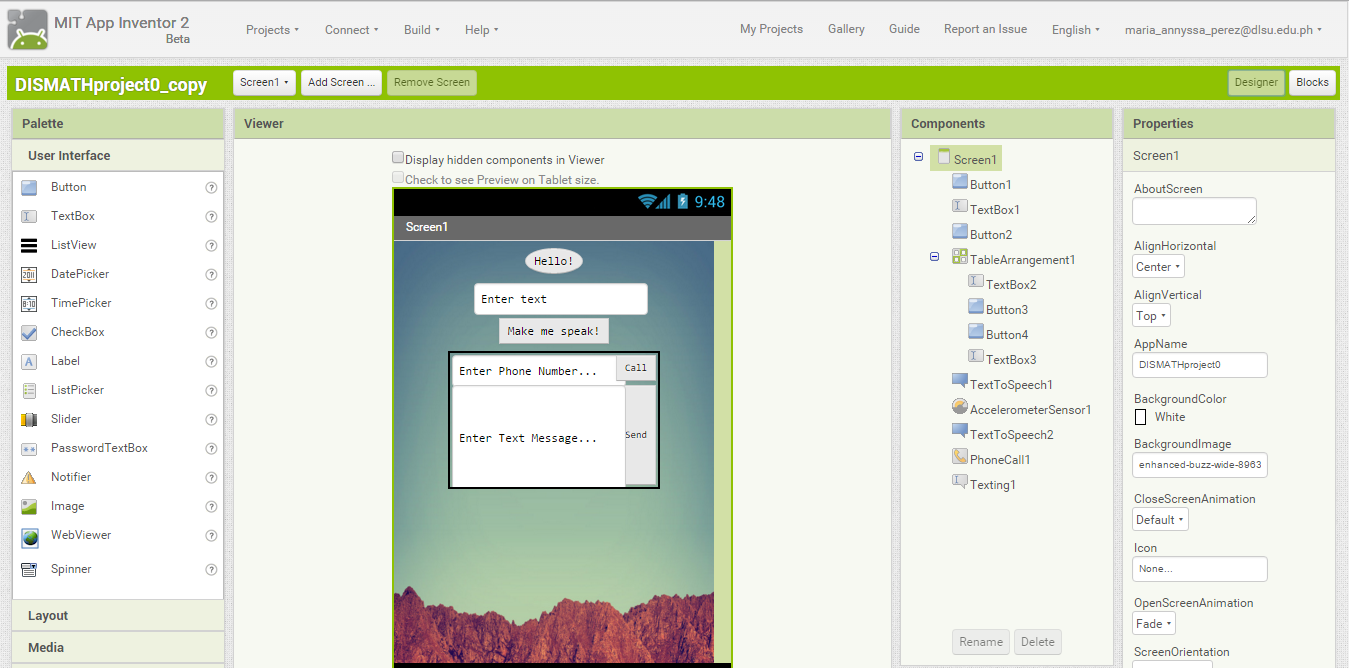 MIT App Inventor 2
Beta
Projects
Connect
Build
Help
My Projects
Gallery
Guide
Report an Issue
English
maria_annyssa_perez@dlsu.edu.ph
DISMATHproject0_copy
Screen1
Add Screen ...
Remove Screen
Designer
Blocks
Palette
User Interface
Button
?
TextBox
?
ListView
?
DatePicker
?
TimePicker
?
CheckBox
?
Label
?
ListPicker
?
Slider
?
PasswordTextBox
?
Notifier
?
Image
?
WebViewer
?
Spinner
?
Layout
Media
Viewer
Display hidden components in Viewer
Check to see Preview on Tablet size.
9:48
Screen1
Hello!
Enter text
Make me speak!
Enter Phone Number...
Call
Enter Text Message...
Send
Components
Screen1
Button1
TextBox1
Button2
TableArrangement1
TextBox2
Button3
Button4
TextBox3
TextToSpeech1
AccelerometerSensor1
TextToSpeech2
PhoneCall1
Texting1
Rename
Delete
Properties
Screen1
AboutScreen
AlignHorizontal
Center
AlignVertical
Top
AppName
DISMATHproject0
BackgroundColor
White
BackgroundImage
enhanced-buzz-wide-8963
CloseScreenAnimation
Default
Icon
None...
OpenScreenAnimation
Fade
ScreenOrientation